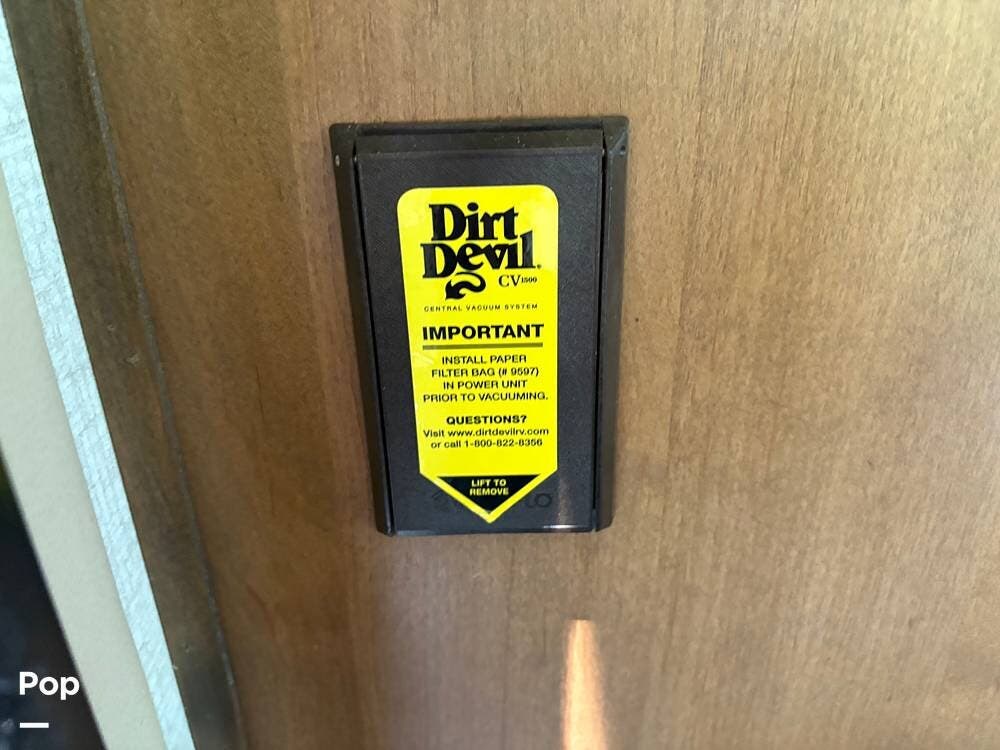 Dirt
Devil.
CV1500
CENTRAL VACUUM SYSTEM
IMPORTANT
INSTALL PAPER
FILTER BAG (# 9597)
IN POWER UNIT
PRIOR TO VACUUMING.
QUESTIONS?
Visit www.dirtdevilrv.com
or call 1-800-822-8356
LIFT TO
REMOVE
Pop